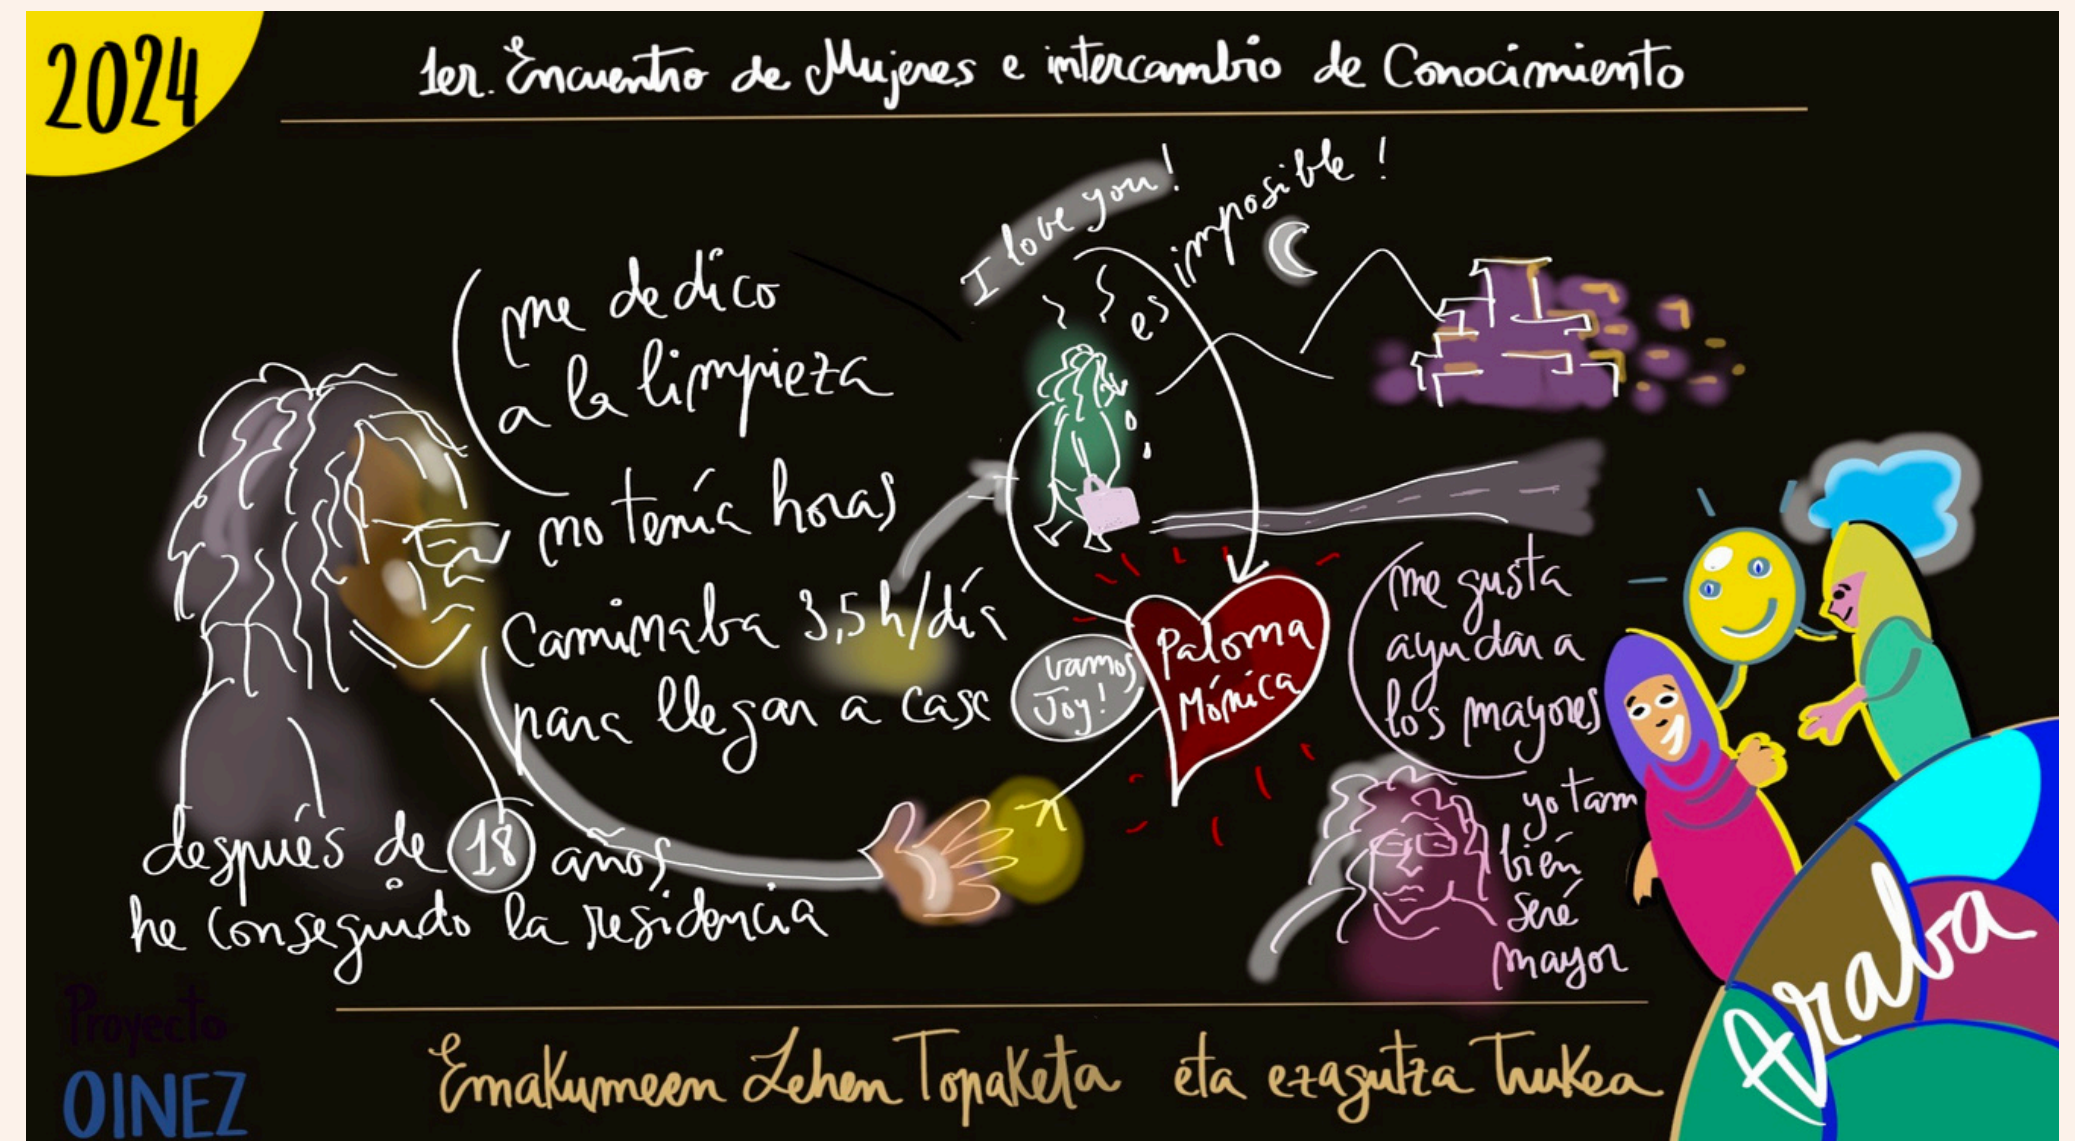 2024
1er. Encuentro de Mujeres e intercambio de Conocimiento
me dedico
a la limpieza
no tenía horas
Caminaba 3,5h/día
para llegar a casa
después de 18 años
he conseguido la residencia
I love you!
es imposible!
vamos
Joy!
Paloma
Mónica
me gusta
ayudar a
los mayores
yo tam
bién
seré
mayor
Araba
Proyecto
OINEZ
Emakumeen Lehen Topaketa eta ezagutza Trukea